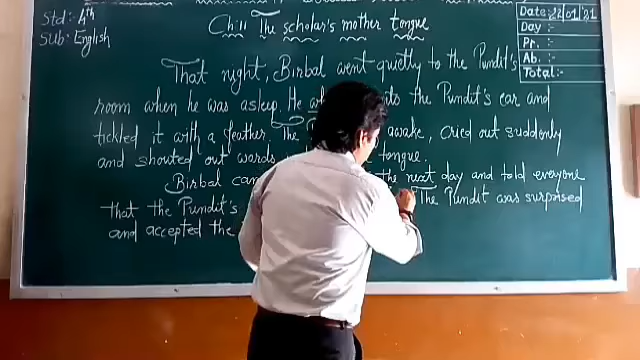 Std:- 4th
Sub:- English
Date:- 22/01/21
Day:-
Pr.:-
Ab.:-
Total:-
Ch:11 The scholar's mother tongue
That night, Birbal went quietly to the Pundit's
room when he was asleep. He into the Pundit's ear and
tickled it with a feather. The awake, cried out suddenly
and shouted out words tongue.
Birbal the next day and told everyone
that the Pundit's The Pundit was surprised
and accepted the